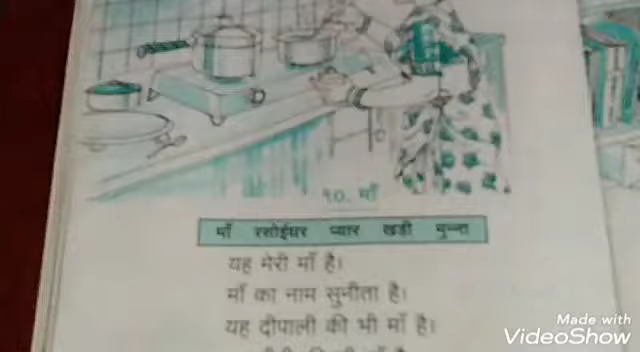 १०. माँ
माँ रसोईघर प्यार खड़ी मुन्ना
यह मेरी माँ है।
माँ का नाम सुनीता है।
यह दीपाली की भी माँ है।
Made with
VideoShow